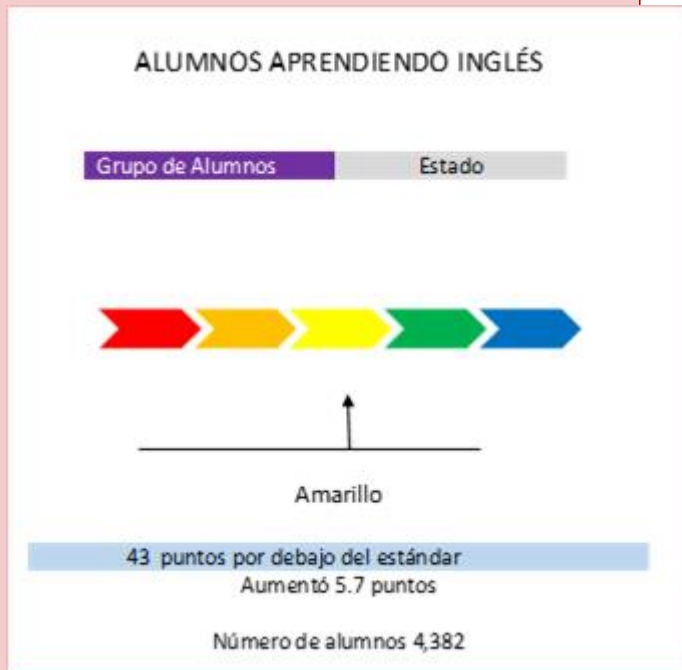 ALUMNOS APRENDIENDO INGLÉS
Grupo de Alumnos Estado
Amarillo
43 puntos por debajo del estándar
Aumentó 5.7 puntos
Número de alumnos 4,382